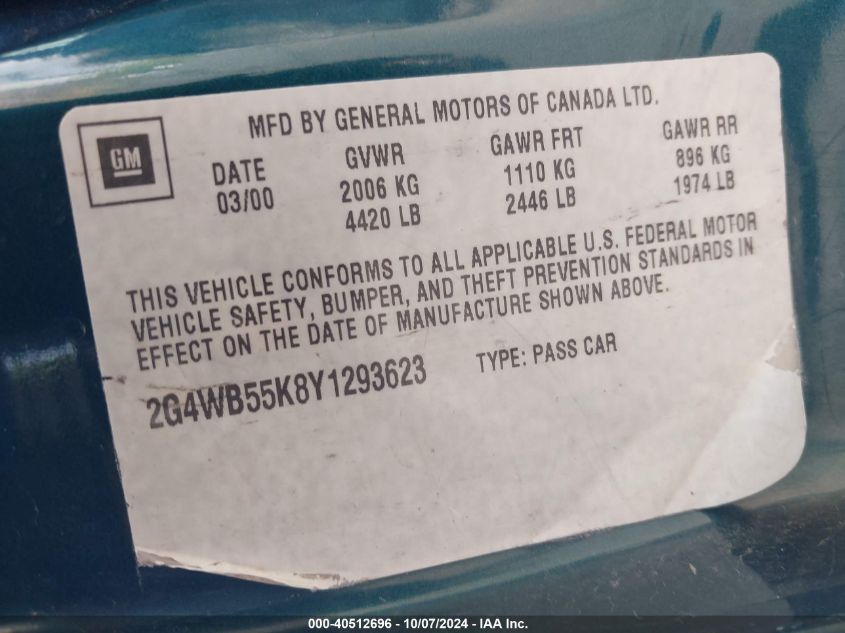 MFD BY GENERAL MOTORS OF CANADA LTD.
GM
DATE GVWR GAWR FRT GAWR RR
03/00 2006 KG 1110 KG 896 KG
4420 LB 2446 LB 1974 LB
THIS VEHICLE CONFORMS TO ALL APPLICABLE U.S. FEDERAL MOTOR
VEHICLE SAFETY, BUMPER, AND THEFT PREVENTION STANDARDS IN
EFFECT ON THE DATE OF MANUFACTURE SHOWN ABOVE.
2G4WB55K8Y1293623 TYPE: PASS CAR
000-40512696 - 10/07/2024 - IAA Inc.